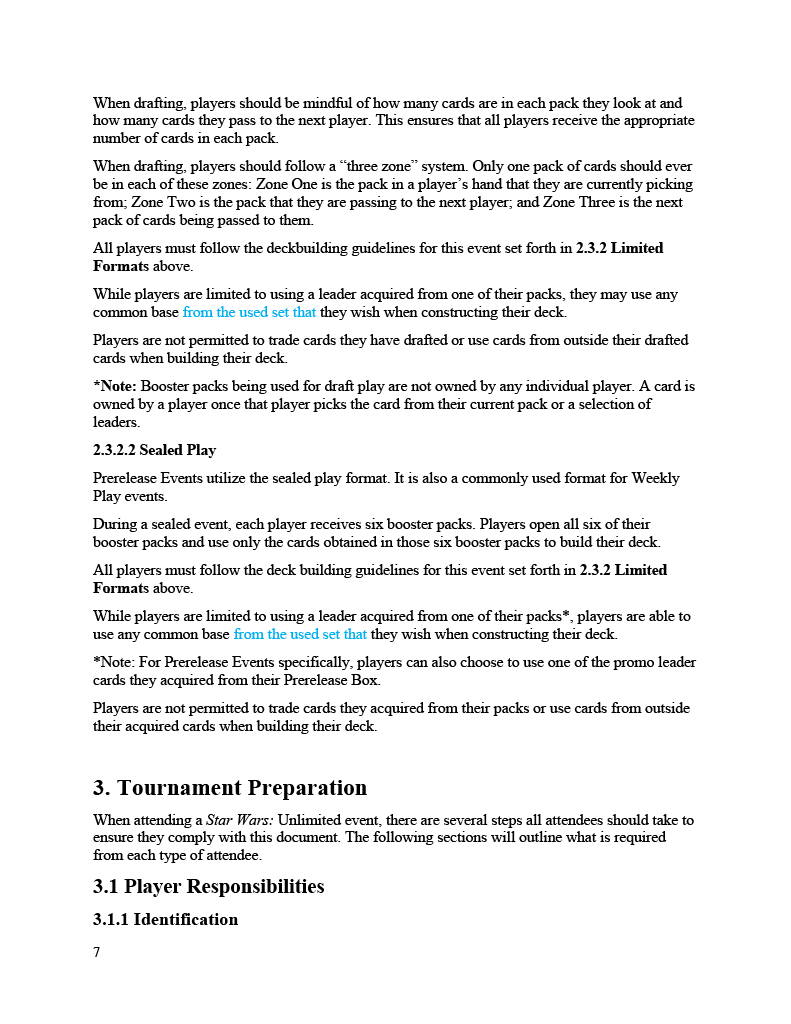 When drafting, players should be mindful of how many cards are in each pack they look at and
how many cards they pass to the next player. This ensures that all players receive the appropriate
number of cards in each pack.
When drafting, players should follow a “three zone” system. Only one pack of cards should ever
be in each of these zones: Zone One is the pack in a player’s hand that they are currently picking
from; Zone Two is the pack that they are passing to the next player; and Zone Three is the next
pack of cards being passed to them.
All players must follow the deckbuilding guidelines for this event set forth in 2.3.2 Limited
Formats above.
While players are limited to using a leader acquired from one of their packs, they may use any
common base from the used set that they wish when constructing their deck.
Players are not permitted to trade cards they have drafted or use cards from outside their drafted
cards when building their deck.
*Note: Booster packs being used for draft play are not owned by any individual player. A card is
owned by a player once that player picks the card from their current pack or a selection of
leaders.
2.3.2.2 Sealed Play
Prerelease Events utilize the sealed play format. It is also a commonly used format for Weekly
Play events.
During a sealed event, each player receives six booster packs. Players open all six of their
booster packs and use only the cards obtained in those six booster packs to build their deck.
All players must follow the deck building guidelines for this event set forth in 2.3.2 Limited
Formats above.
While players are limited to using a leader acquired from one of their packs*, players are able to
use any common base from the used set that they wish when constructing their deck.
*Note: For Prerelease Events specifically, players can also choose to use one of the promo leader
cards they acquired from their Prerelease Box.
Players are not permitted to trade cards they acquired from their packs or use cards from outside
their acquired cards when building their deck.
3. Tournament Preparation
When attending a Star Wars: Unlimited event, there are several steps all attendees should take to
ensure they comply with this document. The following sections will outline what is required
from each type of attendee.
3.1 Player Responsibilities
3.1.1 Identification
7